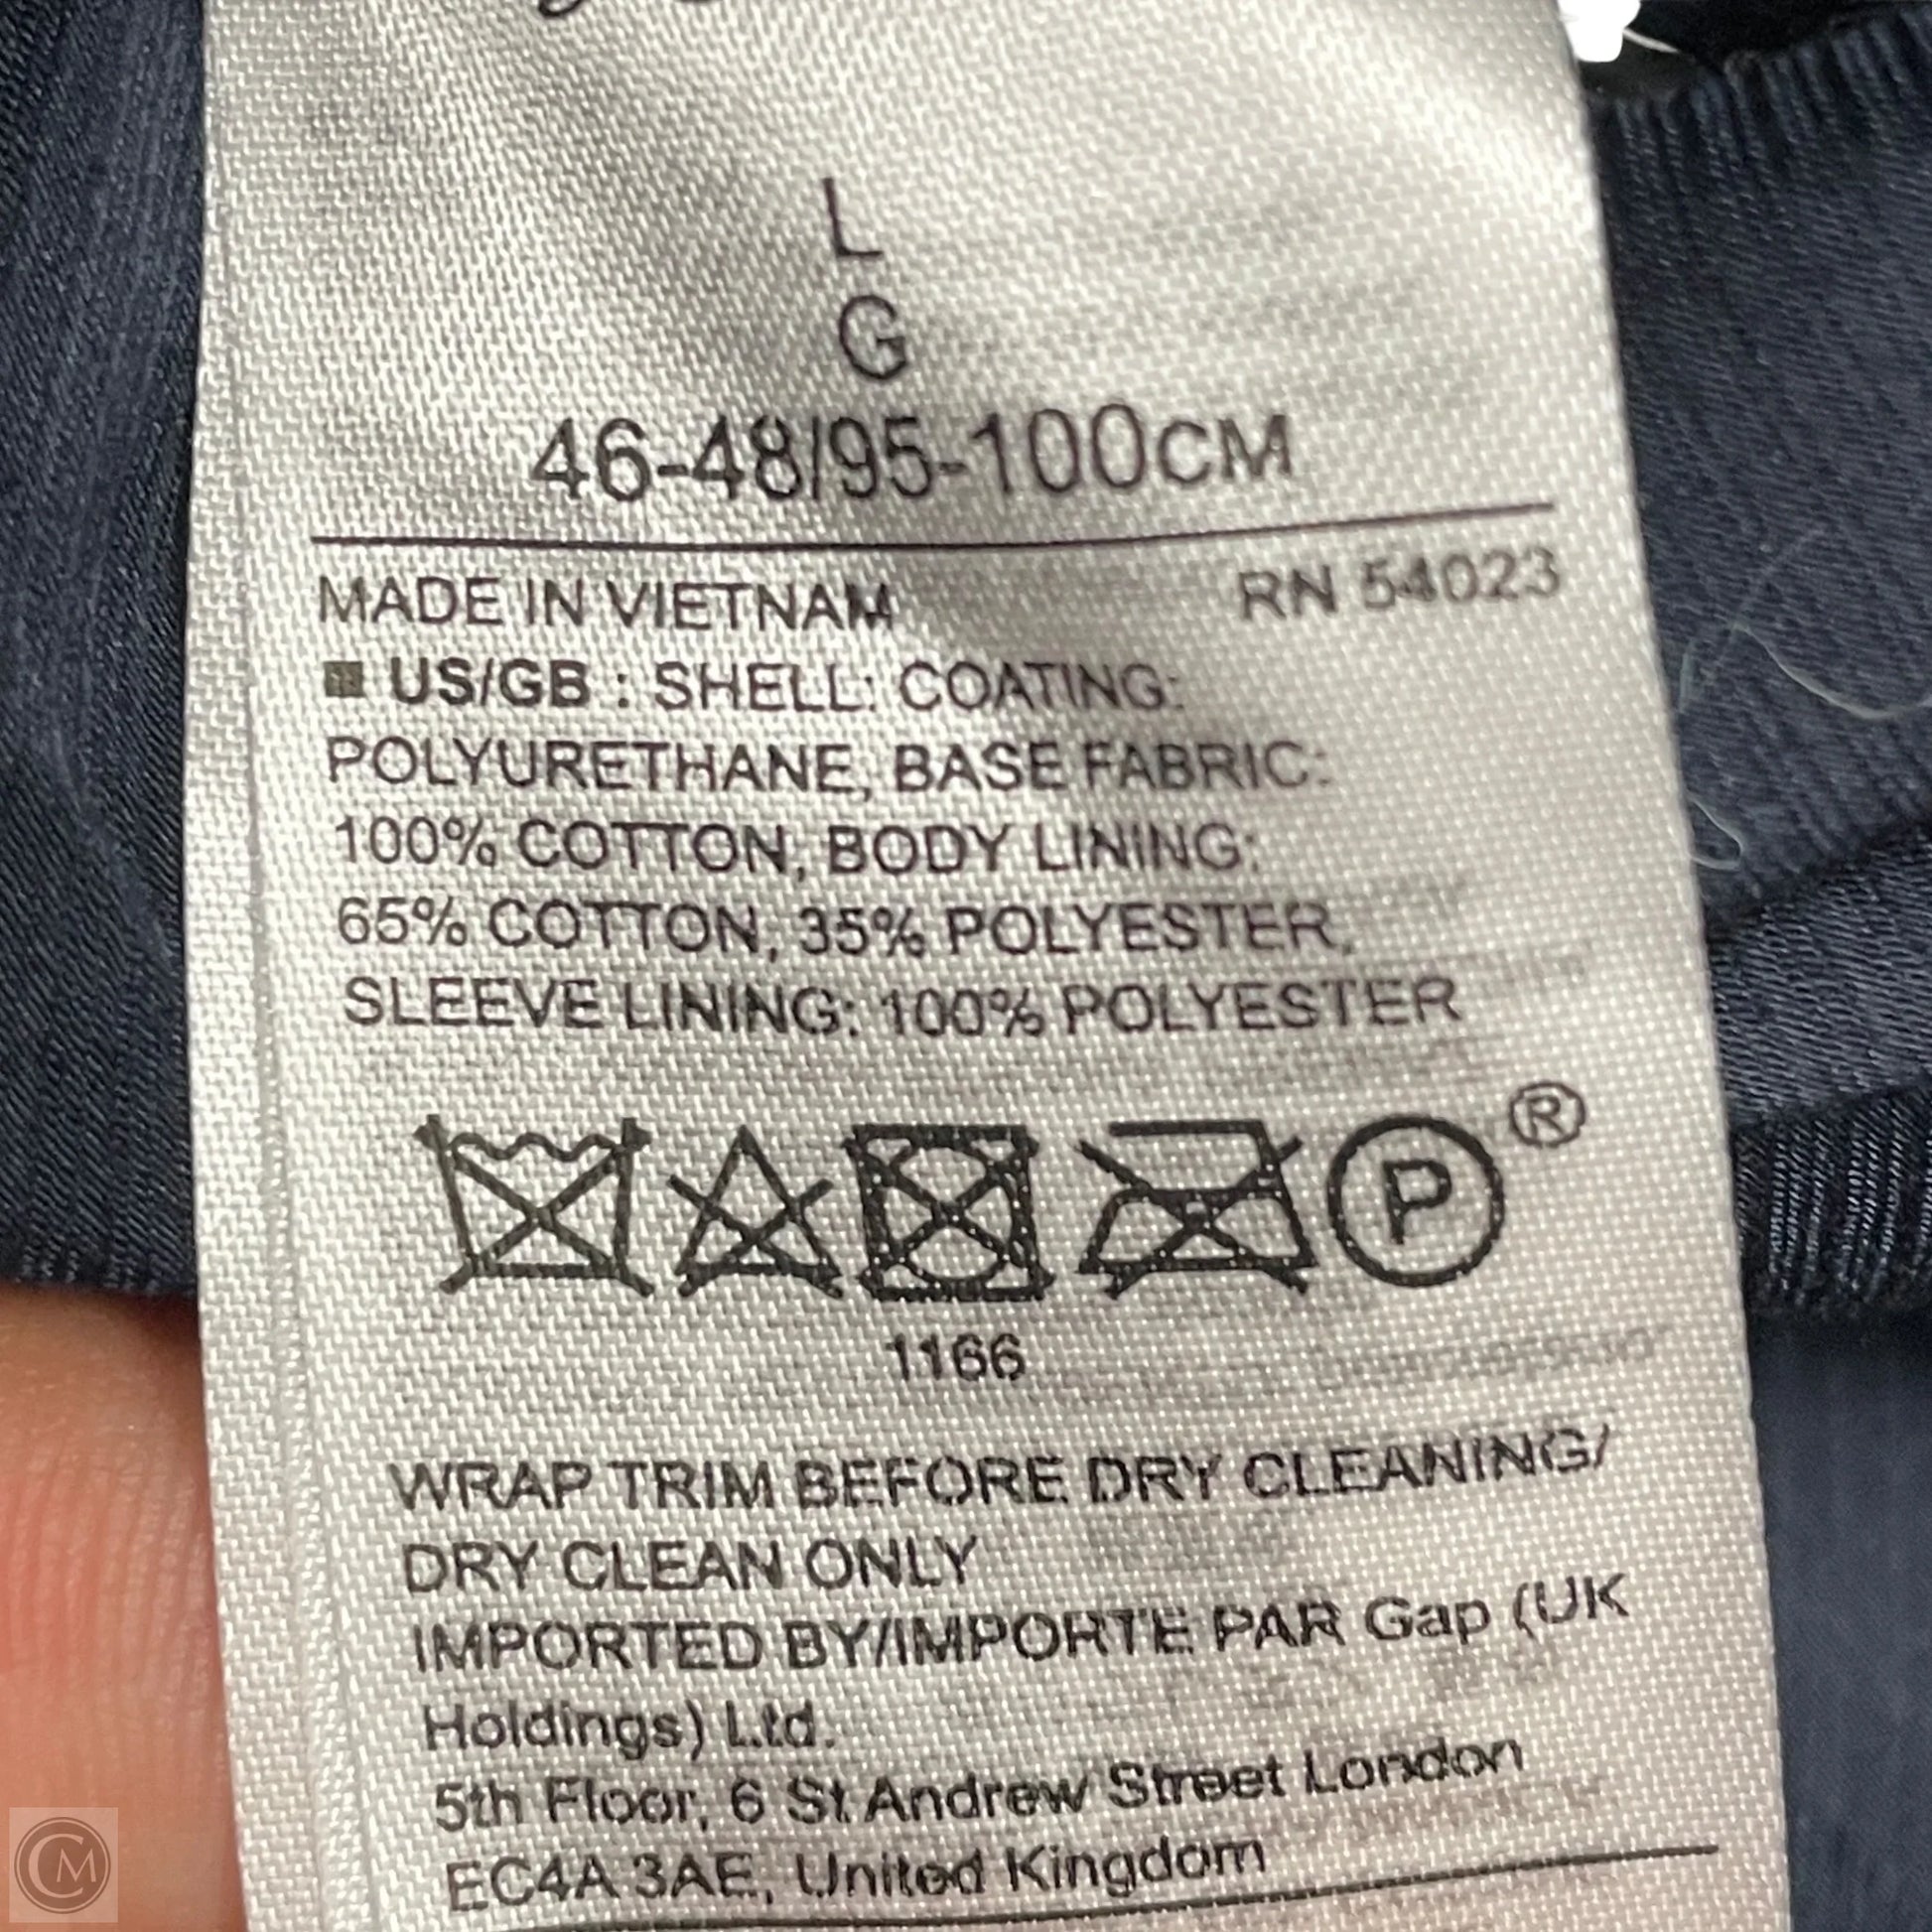 L
G
46-48/95-100CM
MADE IN VIETNAM RN 54023
US/GB : SHELL: COATING:
POLYURETHANE, BASE FABRIC:
100% COTTON, BODY LINING:
65% COTTON, 35% POLYESTER,
SLEEVE LINING: 100% POLYESTER
P ®
1166
WRAP TRIM BEFORE DRY CLEANING/
DRY CLEAN ONLY
IMPORTED BY/IMPORTE PAR Gap (UK
Holdings) Ltd.
5th Floor, 6 St Andrew Street London
EC4A 3AE, United Kingdom
CM